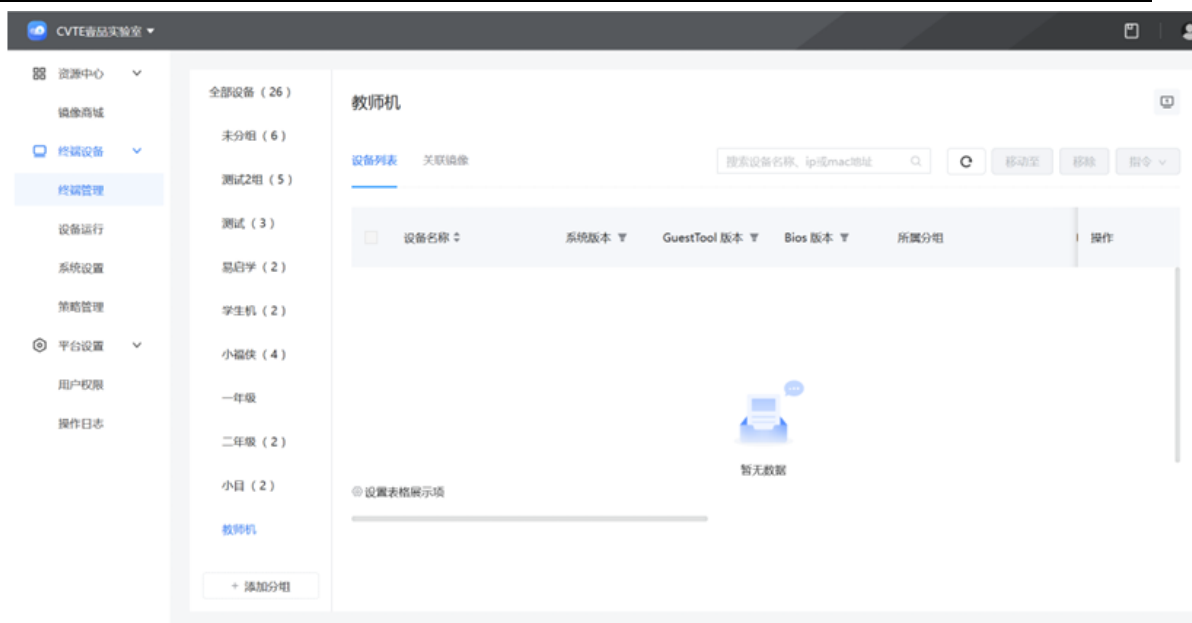 CVTE壹品实验室
资源中心
镜像商城
终端设备
终端管理
设备运行
系统设置
策略管理
平台设置
用户权限
操作日志
全部设备（26）
未分组（6）
测试2组（5）
测试（3）
易启学（2）
学生机（2）
小福侠（4）
一年级
二年级（2）
小目（2）
教师机
+ 添加分组
教师机
设备列表 关联镜像
搜索设备名称、ip或mac地址 移动至 移除 指令
设备名称 系统版本 GuestTool 版本 Bios 版本 所属分组 操作
暂无数据
设置表格展示项